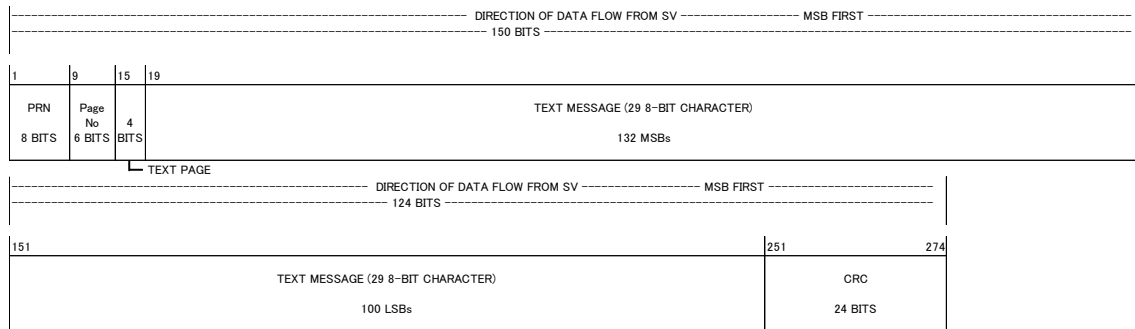 DIRECTION OF DATA FLOW FROM SV MSB FIRST
150 BITS
1 9 15 19
PRN Page TEXT MESSAGE (29 8-BIT CHARACTER)
No 4
8 BITS 6 BITS BITS 132 MSBs
TEXT PAGE
DIRECTION OF DATA FLOW FROM SV MSB FIRST
124 BITS
151 251 274
TEXT MESSAGE (29 8-BIT CHARACTER) CRC
100 LSBs 24 BITS